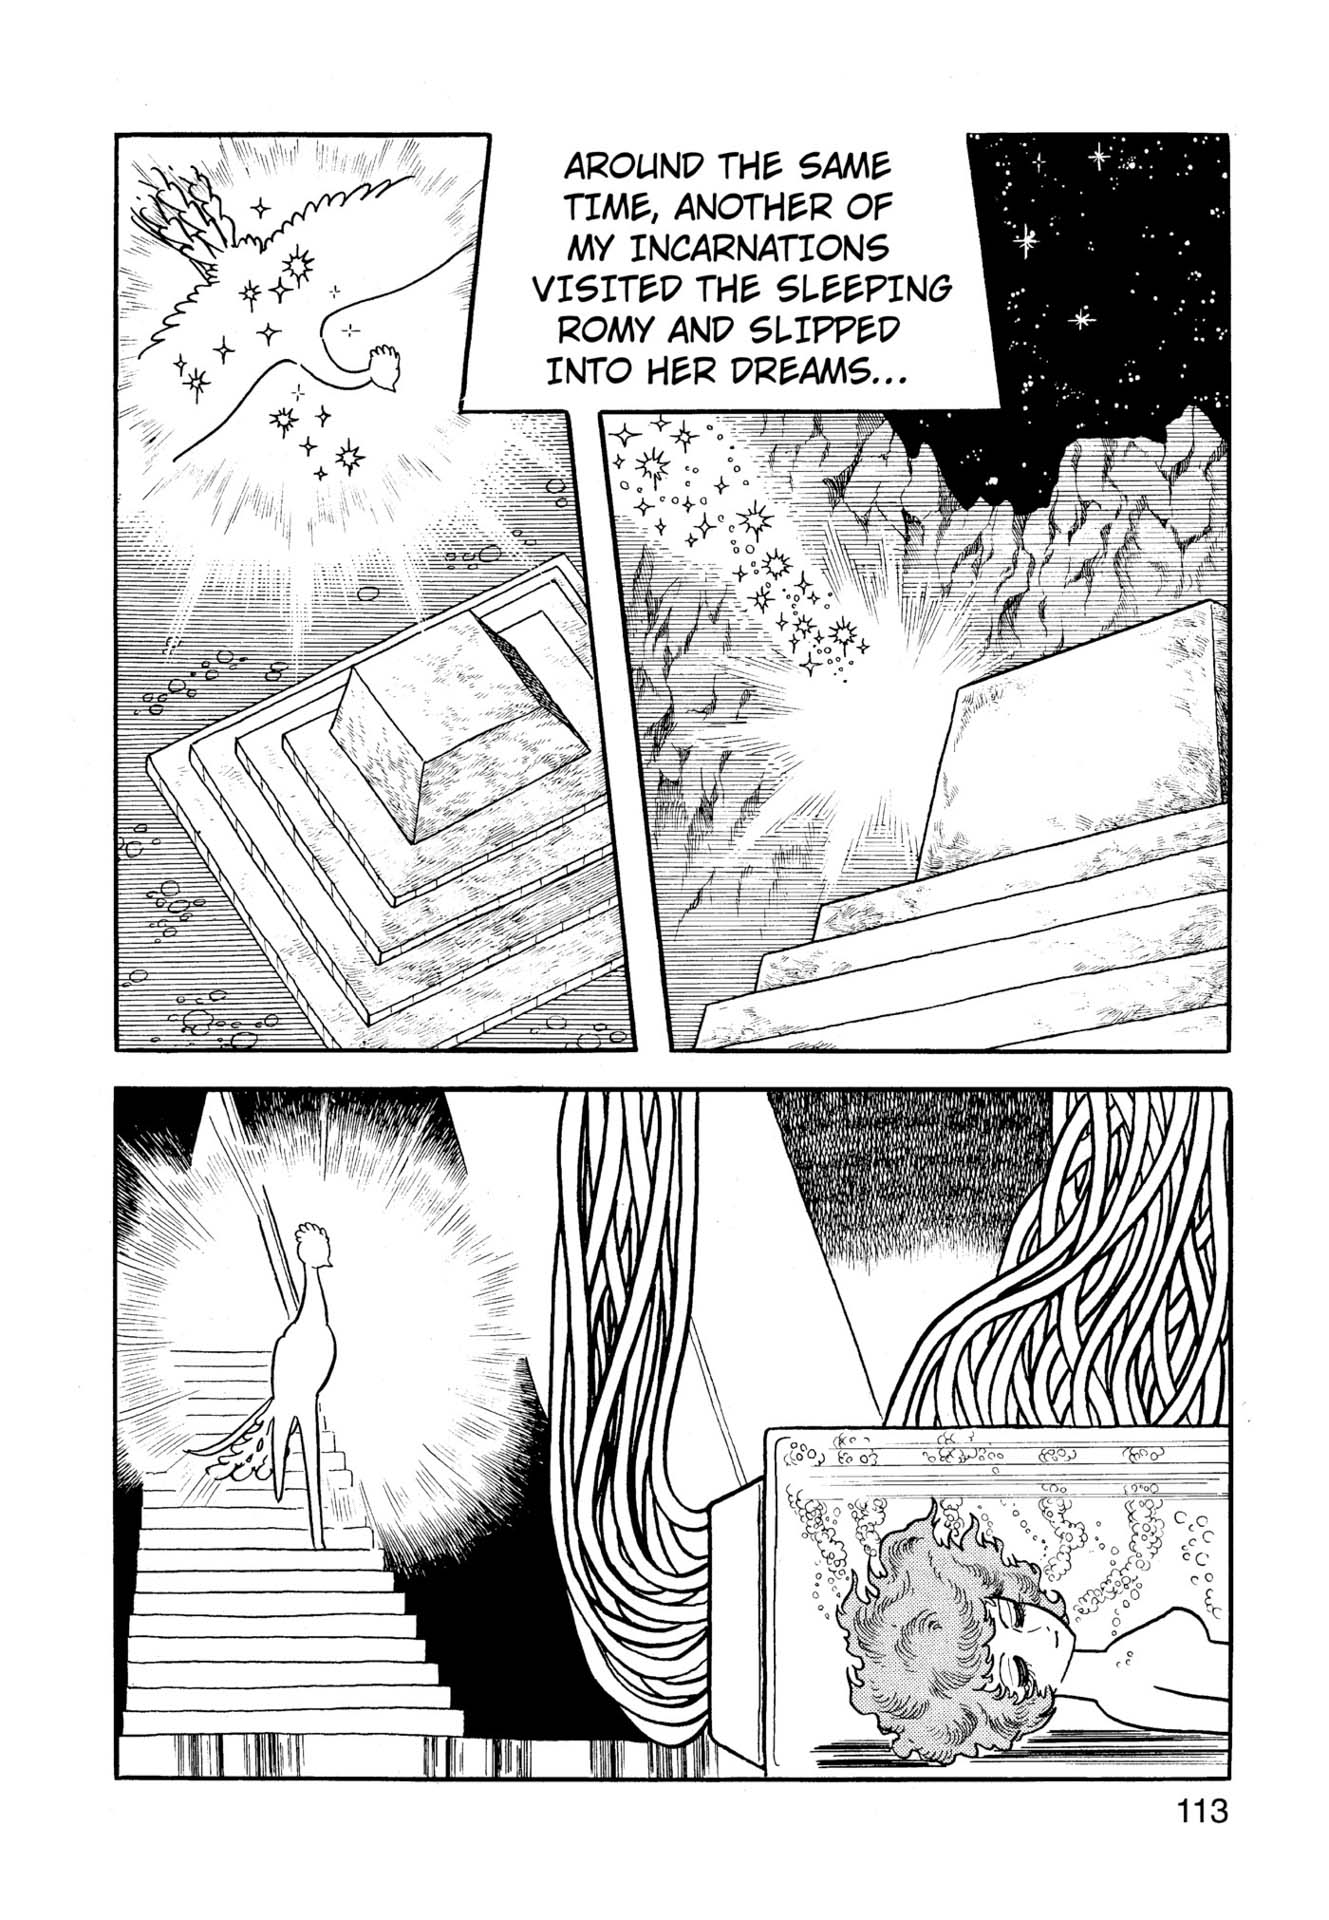 AROUND THE SAME
TIME, ANOTHER OF
MY INCARNATIONS
VISITED THE SLEEPING
ROMY AND SLIPPED
INTO HER DREAMS...
113